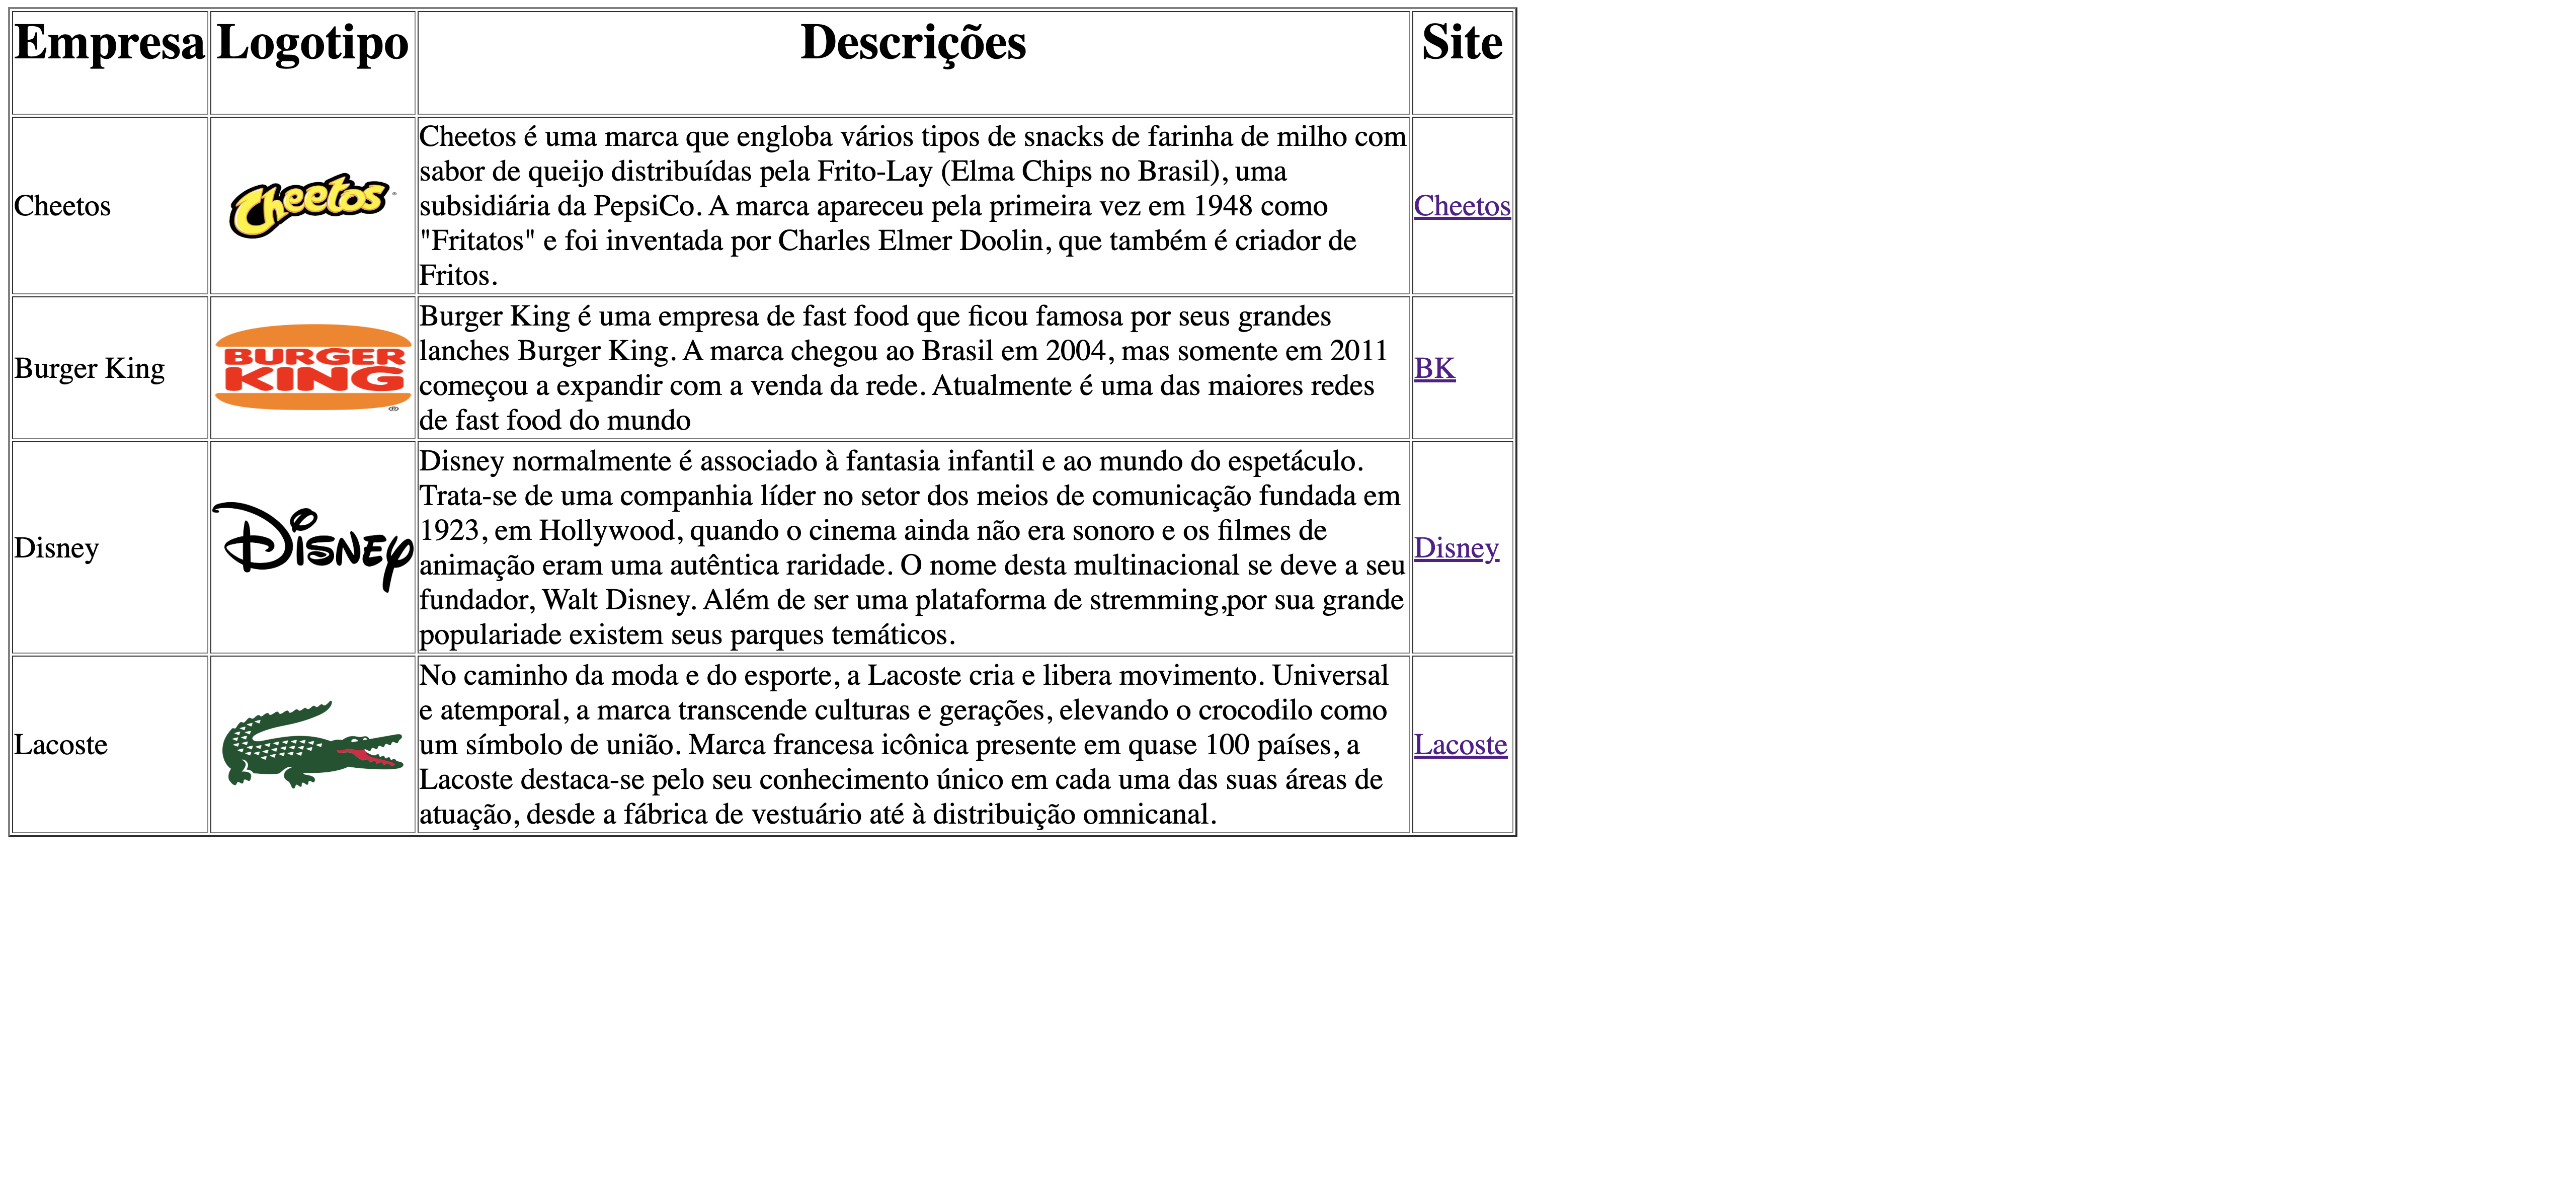 Empresa Logotipo Descrições Site
Cheetos é uma marca que engloba vários tipos de snacks de farinha de milho com
sabor de queijo distribuídas pela Frito-Lay (Elma Chips no Brasil), uma
Cheetos Cheetos subsidiária da PepsiCo. A marca apareceu pela primeira vez em 1948 como Cheetos
"Fritatos" e foi inventada por Charles Elmer Doolin, que também é criador de
Fritos.
Burger King é uma empresa de fast food que ficou famosa por seus grandes
BURGER lanches Burger King. A marca chegou ao Brasil em 2004, mas somente em 2011
Burger King KING começou a expandir com a venda da rede. Atualmente é uma das maiores redes BK
® de fast food do mundo
Disney normalmente é associado à fantasia infantil e ao mundo do espetáculo.
Trata-se de uma companhia líder no setor dos meios de comunicação fundada em
1923, em Hollywood, quando o cinema ainda não era sonoro e os filmes de
Disney Disney animação eram uma autêntica raridade. O nome desta multinacional se deve a seu Disney
fundador, Walt Disney. Além de ser uma plataforma de stremming,por sua grande
populariade existem seus parques temáticos.
No caminho da moda e do esporte, a Lacoste cria e libera movimento. Universal
e atemporal, a marca transcende culturas e gerações, elevando o crocodilo como
Lacoste um símbolo de união. Marca francesa icônica presente em quase 100 países, a Lacoste
Lacoste destaca-se pelo seu conhecimento único em cada uma das suas áreas de
atuação, desde a fábrica de vestuário até à distribuição omnicanal.